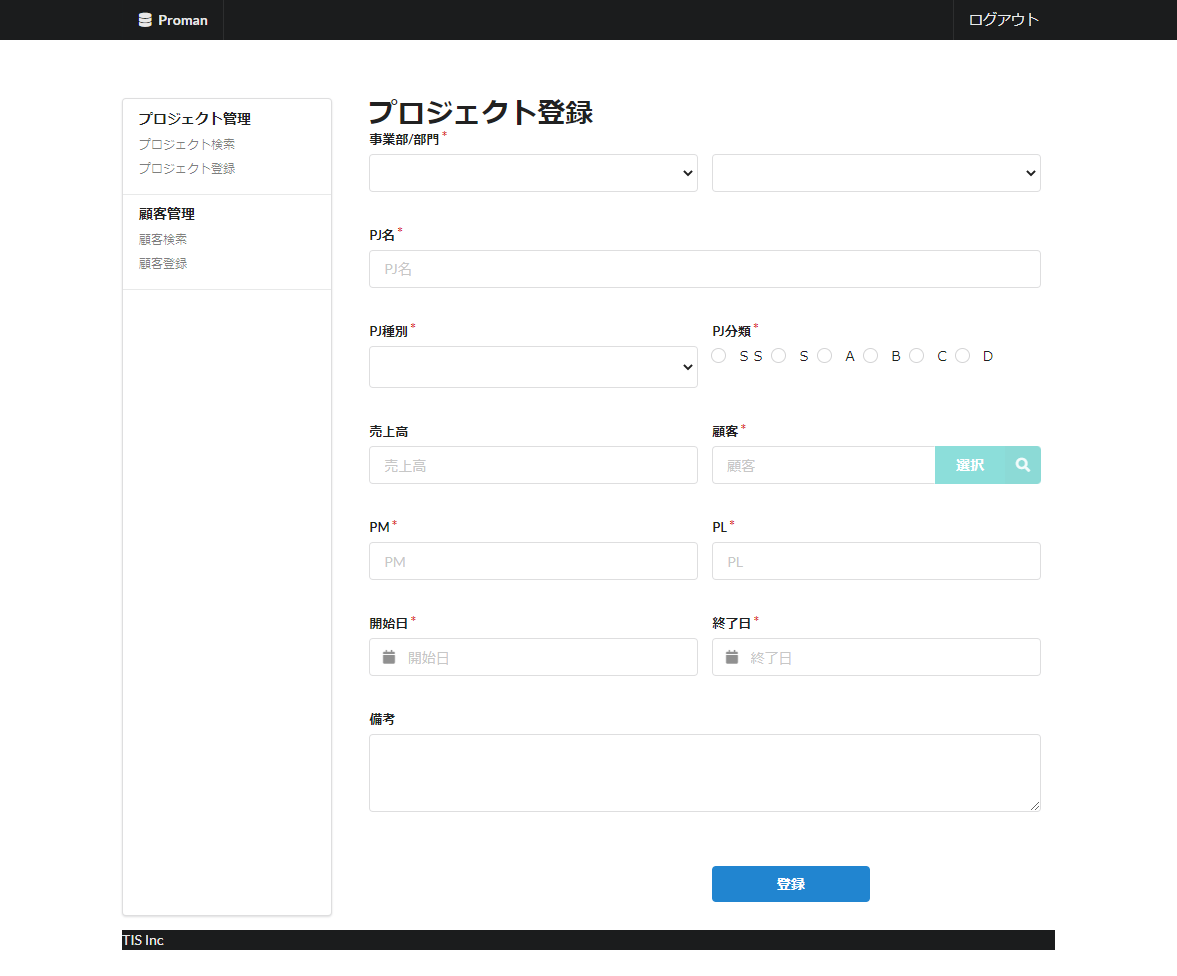 Proman
ログアウト
プロジェクト管理
プロジェクト検索
プロジェクト登録
顧客管理
顧客検索
顧客登録
プロジェクト登録
事業部/部門*
PJ名*
PJ名
PJ種別*
PJ分類*
SS S A B C D
売上高
顧客*
売上高
顧客
選択
PM*
PL*
PM
PL
開始日*
終了日*
開始日
終了日
備考
登録
TIS Inc